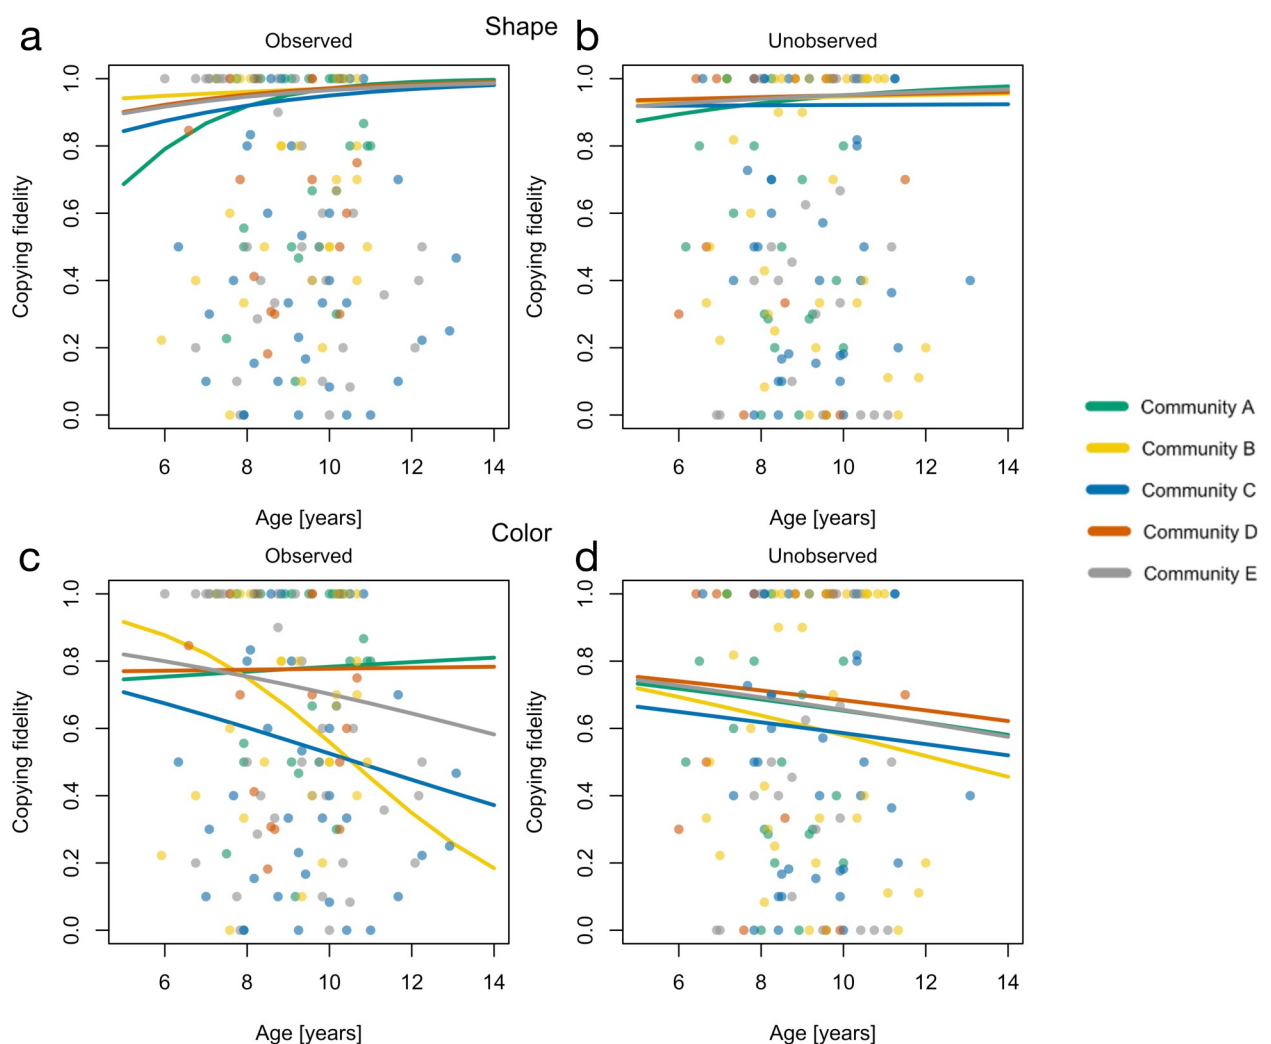 Shape
a
Observed
b
Unobserved
Copying fidelity
0.0 0.2 0.4 0.6 0.8 1.0
6 8 10 12 14
Age [years]
Copying fidelity
0.0 0.2 0.4 0.6 0.8 1.0
6 8 10 12 14
Age [years]
Color
c
Observed
d
Unobserved
Copying fidelity
0.0 0.2 0.4 0.6 0.8 1.0
6 8 10 12 14
Age [years]
Copying fidelity
0.0 0.2 0.4 0.6 0.8 1.0
6 8 10 12 14
Age [years]
Community A
Community B
Community C
Community D
Community E